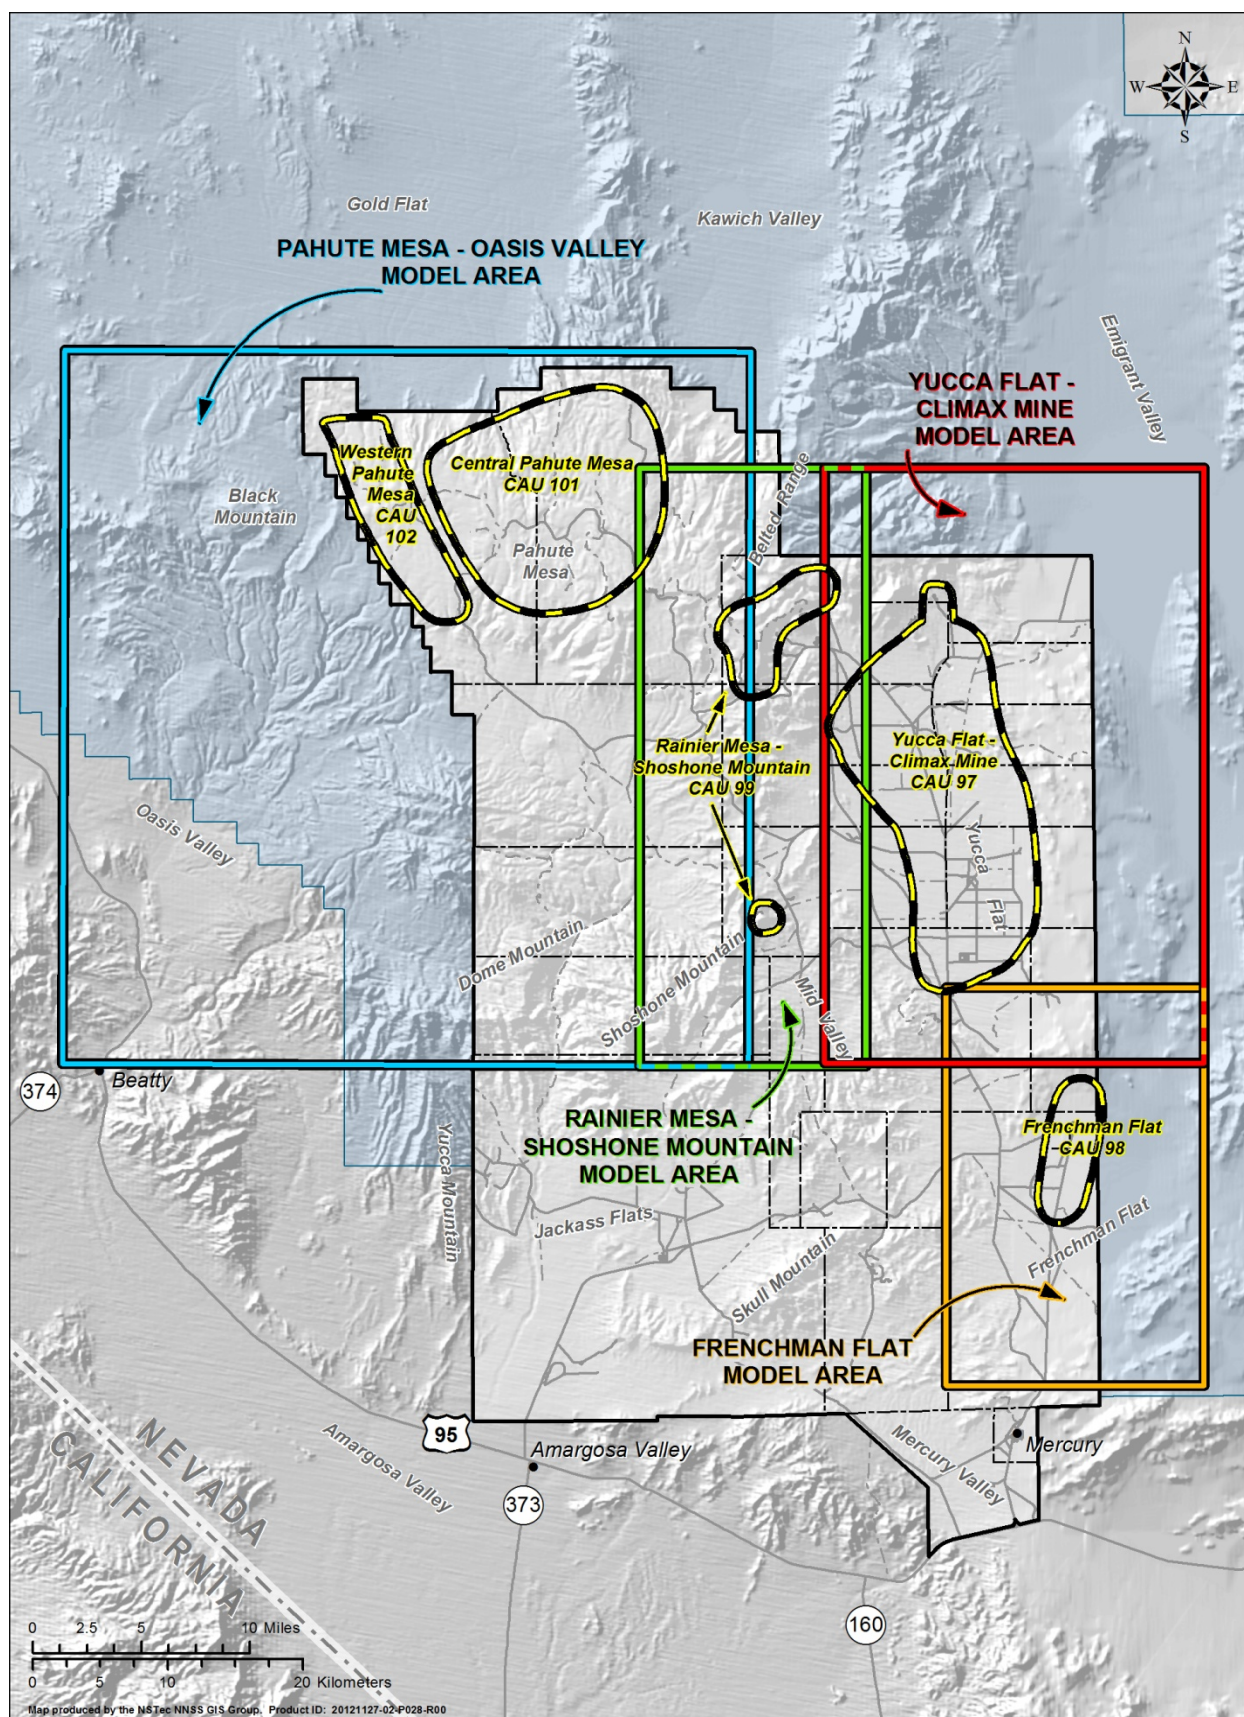 N
W
E
S
Gold Flat
Kawich Valley
PAHUTE MESA - OASIS VALLEY
MODEL AREA
Emigrant Valley
YUCCA FLAT -
CLIMAX MINE
MODEL AREA
Western
Pahute
Mesa
CAU
102
Central Pahute Mesa
CAU 101
Black
Mountain
Belted Range
Pahute
Mesa
Rainier Mesa -
Shoshone Mountain
CAU 99
Yucca Flat -
Climax Mine
CAU 97
Oasis Valley
Yucca
Flat
Dome Mountain
Shoshone Mountain
Mid Valley
Beatty
374
RAINIER MESA -
SHOSHONE MOUNTAIN
MODEL AREA
Frenchman Flat
CAU 98
Yucca Mountain
Jackass Flats
Skull Mountain
Frenchman Flat
FRENCHMAN FLAT
MODEL AREA
95
Amargosa Valley
Amargosa Valley
Mercury Valley
Mercury
NEVADA
CALIFORNIA
373
160
0 2.5 5 10 Miles
0 5 10 20 Kilometers
Map produced by the NSTec NNSS GIS Group. Product ID: 20121127-02-P028-R00